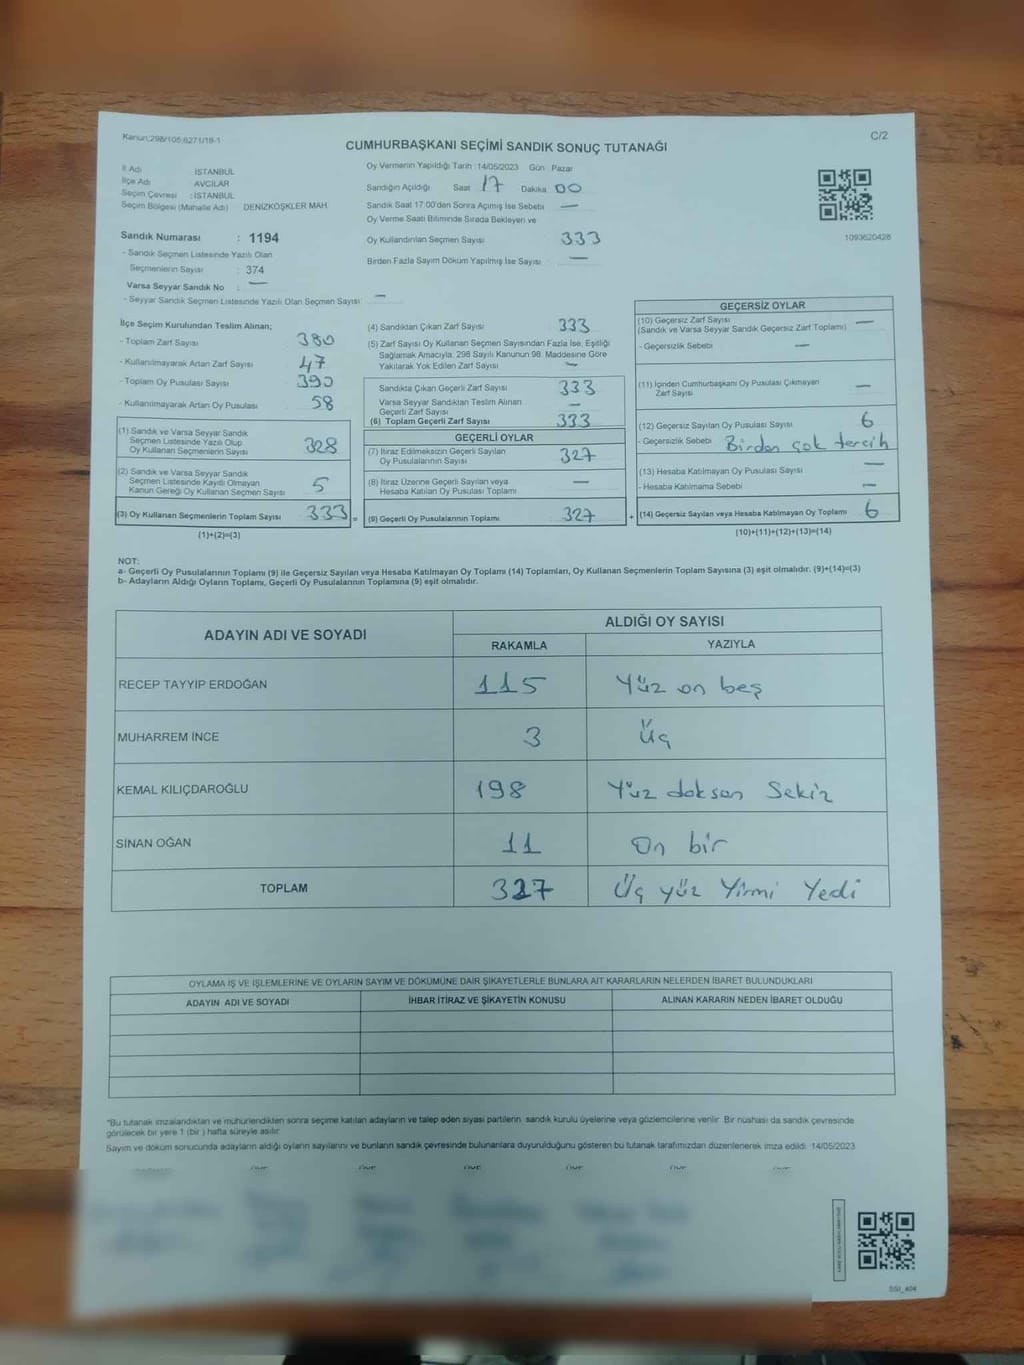 Kanun;298/105;6271/19-1
C/2
CUMHURBAŞKANI SEÇİMİ SANDIK SONUÇ TUTANAĞI
İl Adı : İSTANBUL
İlçe Adı : AVCILAR
Seçim Çevresi : İSTANBUL
Seçim Bölgesi (Mahalle Adı) DENİZKÖŞKLER MAH.
Sandık Numarası : 1194
- Sandık Seçmen Listesinde Yazılı Olan
Seçmenlerin Sayısı : 374
Varsa Seyyar Sandık No : —
- Seyyar Sandık Seçmen Listesinde Yazılı Olan Seçmen Sayısı : —
Oy Vermenin Yapıldığı Tarih : 14/05/2023 Gün : Pazar
Sandığın Açıldığı Saat 17 Dakika 00
Sandık Saat 17:00'den Sonra Açımış İse Sebebi —
Oy Verme Saati Bitiminde Sırada Bekleyen ve
Oy Kullandırılan Seçmen Sayısı 333
Birden Fazla Sayım Döküm Yapılmış İse Sayısı —
1093620428
İlçe Seçim Kurulundan Teslim Alınan;
- Toplam Zarf Sayısı 380
- Kullanılmayarak Artan Zarf Sayısı 47
- Toplam Oy Pusulası Sayısı 390
- Kullanılmayarak Artan Oy Pusulası 58
(1) Sandık ve Varsa Seyyar Sandık
Seçmen Listesinde Yazılı Olup
Oy Kullanan Seçmenlerin Sayısı 328
(2) Sandık ve Varsa Seyyar Sandık
Seçmen Listesinde Kayıtlı Olmayan
Kanun Gereği Oy Kullanan Seçmen Sayısı 5
(3) Oy Kullanan Seçmenlerin Toplam Sayısı 333 =
(1)+(2)=(3)
(4) Sandıktan Çıkan Zarf Sayısı 333
(5) Zarf Sayısı Oy Kullanan Seçmen Sayısından Fazla İse, Eşitliği
Sağlamak Amacıyla, 298 Sayılı Kanunun 98. Maddesine Göre
Yakılarak Yok Edilen Zarf Sayısı —
Sandıkta Çıkan Geçerli Zarf Sayısı 333
Varsa Seyyar Sandıktan Teslim Alınan
Geçerli Zarf Sayısı —
(6) Toplam Geçerli Zarf Sayısı 333
GEÇERLİ OYLAR
(7) İtiraz Edilmeksizin Geçerli Sayılan
Oy Pusulalarının Sayısı 327
(8) İtiraz Üzerine Geçerli Sayılan veya
Hesaba Katılan Oy Pusulası Toplamı —
(9) Geçerli Oy Pusulalarının Toplamı 327 +
GEÇERSİZ OYLAR
(10) Geçersiz Zarf Sayısı
(Sandık ve Varsa Seyyar Sandık Geçersiz Zarf Toplamı) —
- Geçersizlik Sebebi —
(11) İçinden Cumhurbaşkanı Oy Pusulası Çıkmayan
Zarf Sayısı —
(12) Geçersiz Sayılan Oy Pusulası Sayısı 6
- Geçersizlik Sebebi Birden çok tercih
(13) Hesaba Katılmayan Oy Pusulası Sayısı —
- Hesaba Katılmama Sebebi —
(14) Geçersiz Sayılan veya Hesaba Katılmayan Oy Toplamı 6
(10)+(11)+(12)+(13)=(14)
NOT:
a- Geçerli Oy Pusulalarının Toplamı (9) ile Geçersiz Sayılan veya Hesaba Katılmayan Oy Toplamı (14) Toplamları, Oy Kullanan Seçmenlerin Toplam Sayısına (3) eşit olmalıdır. (9)+(14)=(3)
b- Adayların Aldığı Oyların Toplamı, Geçerli Oy Pusulalarının Toplamına (9) eşit olmalıdır.
ADAYIN ADI VE SOYADI ALDIĞI OY SAYISI
RAKAMLA YAZIYLA
RECEP TAYYİP ERDOĞAN 115 Yüz on beş
MUHARREM İNCE 3 Üç
KEMAL KILIÇDAROĞLU 198 Yüz doksan Sekiz
SİNAN OĞAN 11 On bir
TOPLAM 327 Üç yüz Yirmi Yedi
OYLAMA İŞ VE İŞLEMLERİNE VE OYLARIN SAYIM VE DÖKÜMÜNE DAİR ŞİKAYETLERLE BUNLARA AİT KARARLARIN NELERDEN İBARET BULUNDUKLARI
ADAYIN ADI VE SOYADI İHBAR İTİRAZ VE ŞİKAYETİN KONUSU ALINAN KARARIN NEDEN İBARET OLDUĞU
*Bu tutanak imzalandıktan ve mühürlendikten sonra seçime katılan adayların ve talep eden siyasi partilerin sandık kurulu üyelerine veya gözlemcilerine verilir. Bir nüshası da sandık çevresinde
görülecek bir yere 1 (bir ) hafta süreyle asılır.
Sayım ve döküm sonucunda adayların aldığı oyların sayılarını ve bunların sandık çevresinde bulunanlara duyurulduğunu gösteren bu tutanak tarafımızdan düzenlenerek imza edildi. 14/05/2023
SSI_404